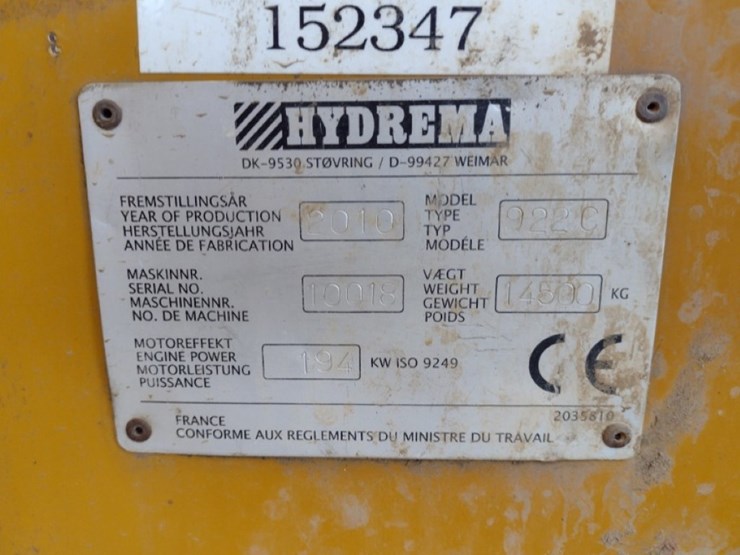 152347
HYDREMA
DK-9530 STØVRING / D-99427 WEIMAR
FREMSTILLINGSÅR
YEAR OF PRODUCTION
HERSTELLUNGSJAHR
ANNÉE DE FABRICATION
2010
MODEL
TYPE
TYP
MODÉLE
922C
MASKINNR.
SERIAL NO.
MASCHINENNR.
NO. DE MACHINE
10018
VÆGT
WEIGHT
GEWICHT
POIDS
14800 KG
MOTOREFFEKT
ENGINE POWER
MOTORLEISTUNG
PUISSANCE
194 KW ISO 9249
CE
FRANCE
2035810
CONFORME AUX REGLEMENTS DU MINISTRE DU TRAVAIL